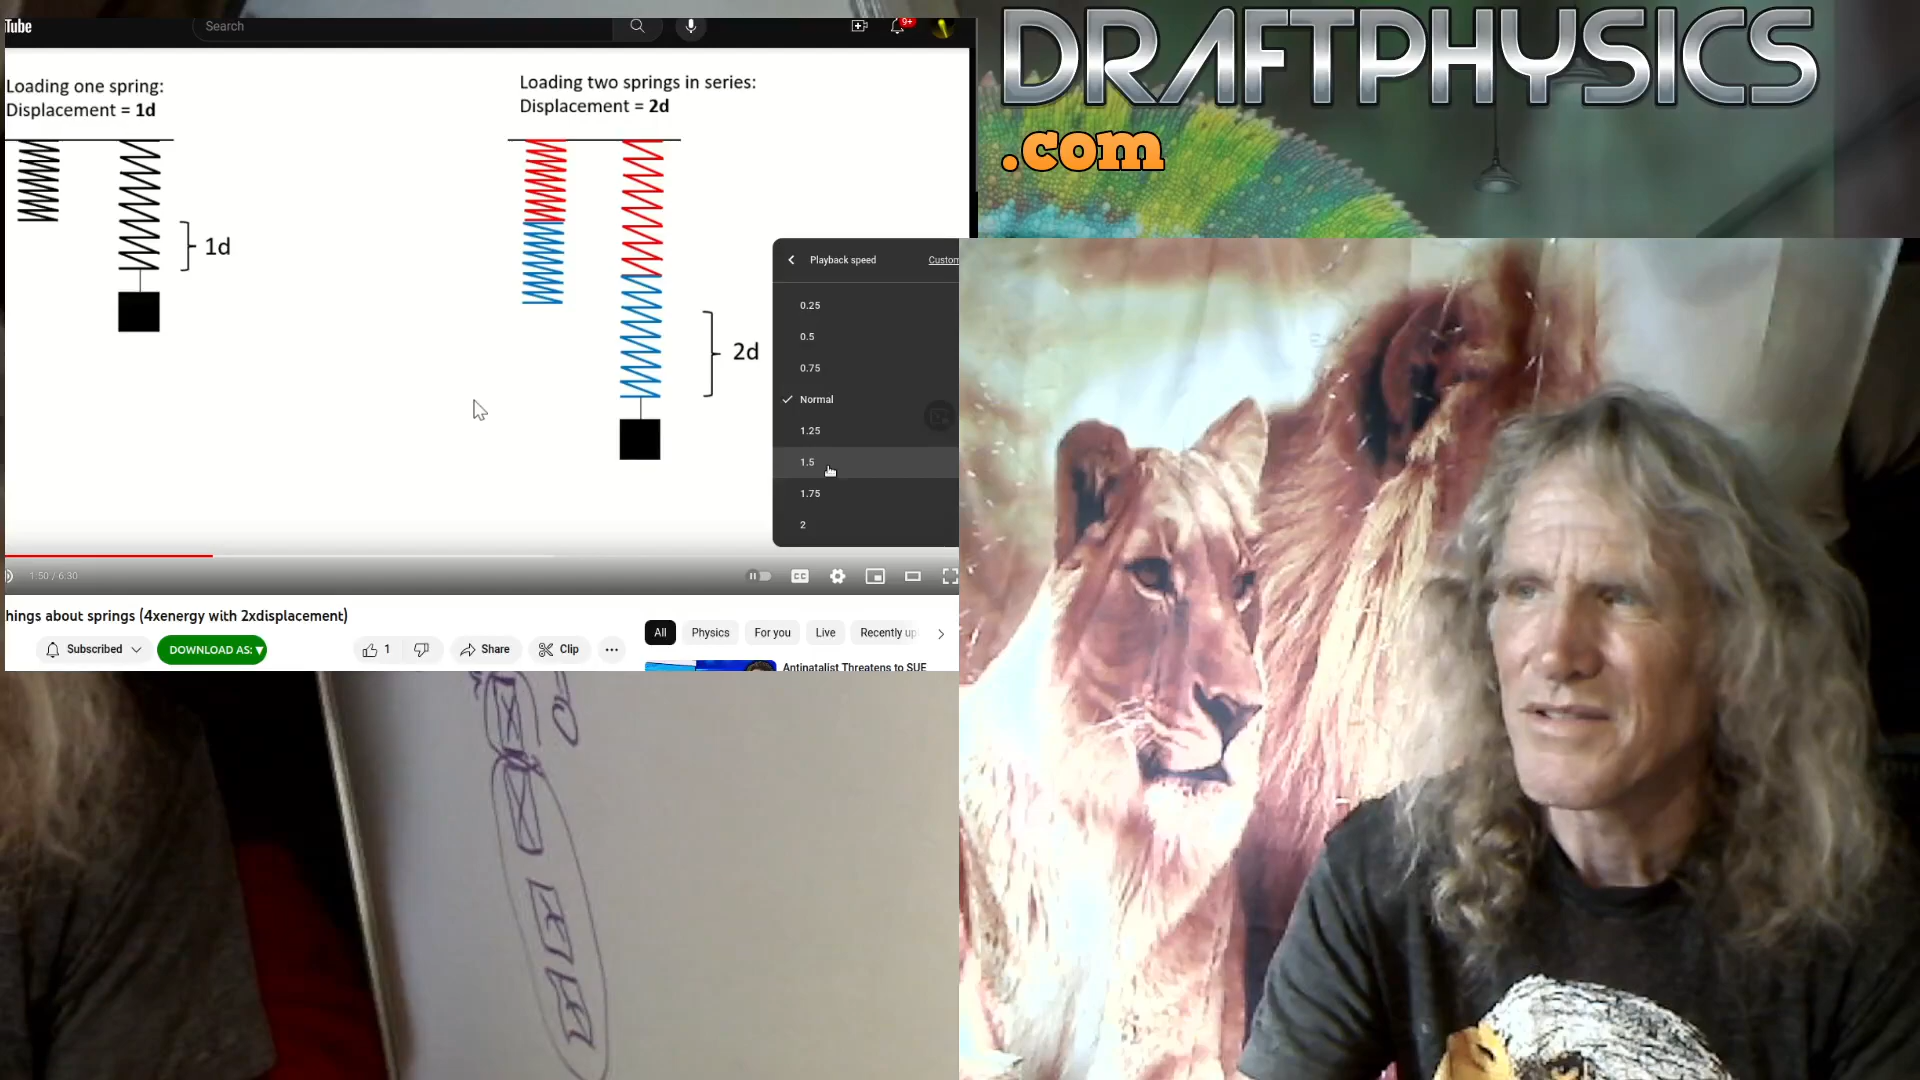 Tube
Search
9+
DRAFTPHYSICS
.com
Loading one spring:
Displacement = 1d
Loading two springs in series:
Displacement = 2d
1d
2d
Playback speed
Custom
0.25
0.5
0.75
Normal
1.25
1.5
1.75
2
1:50 / 6:30
CC
hings about springs (4xenergy with 2xdisplacement)
Subscribed
DOWNLOAD AS:
1
Share
Clip
All
Physics
For you
Live
Recently up
Antinatalist Threatens to SUE